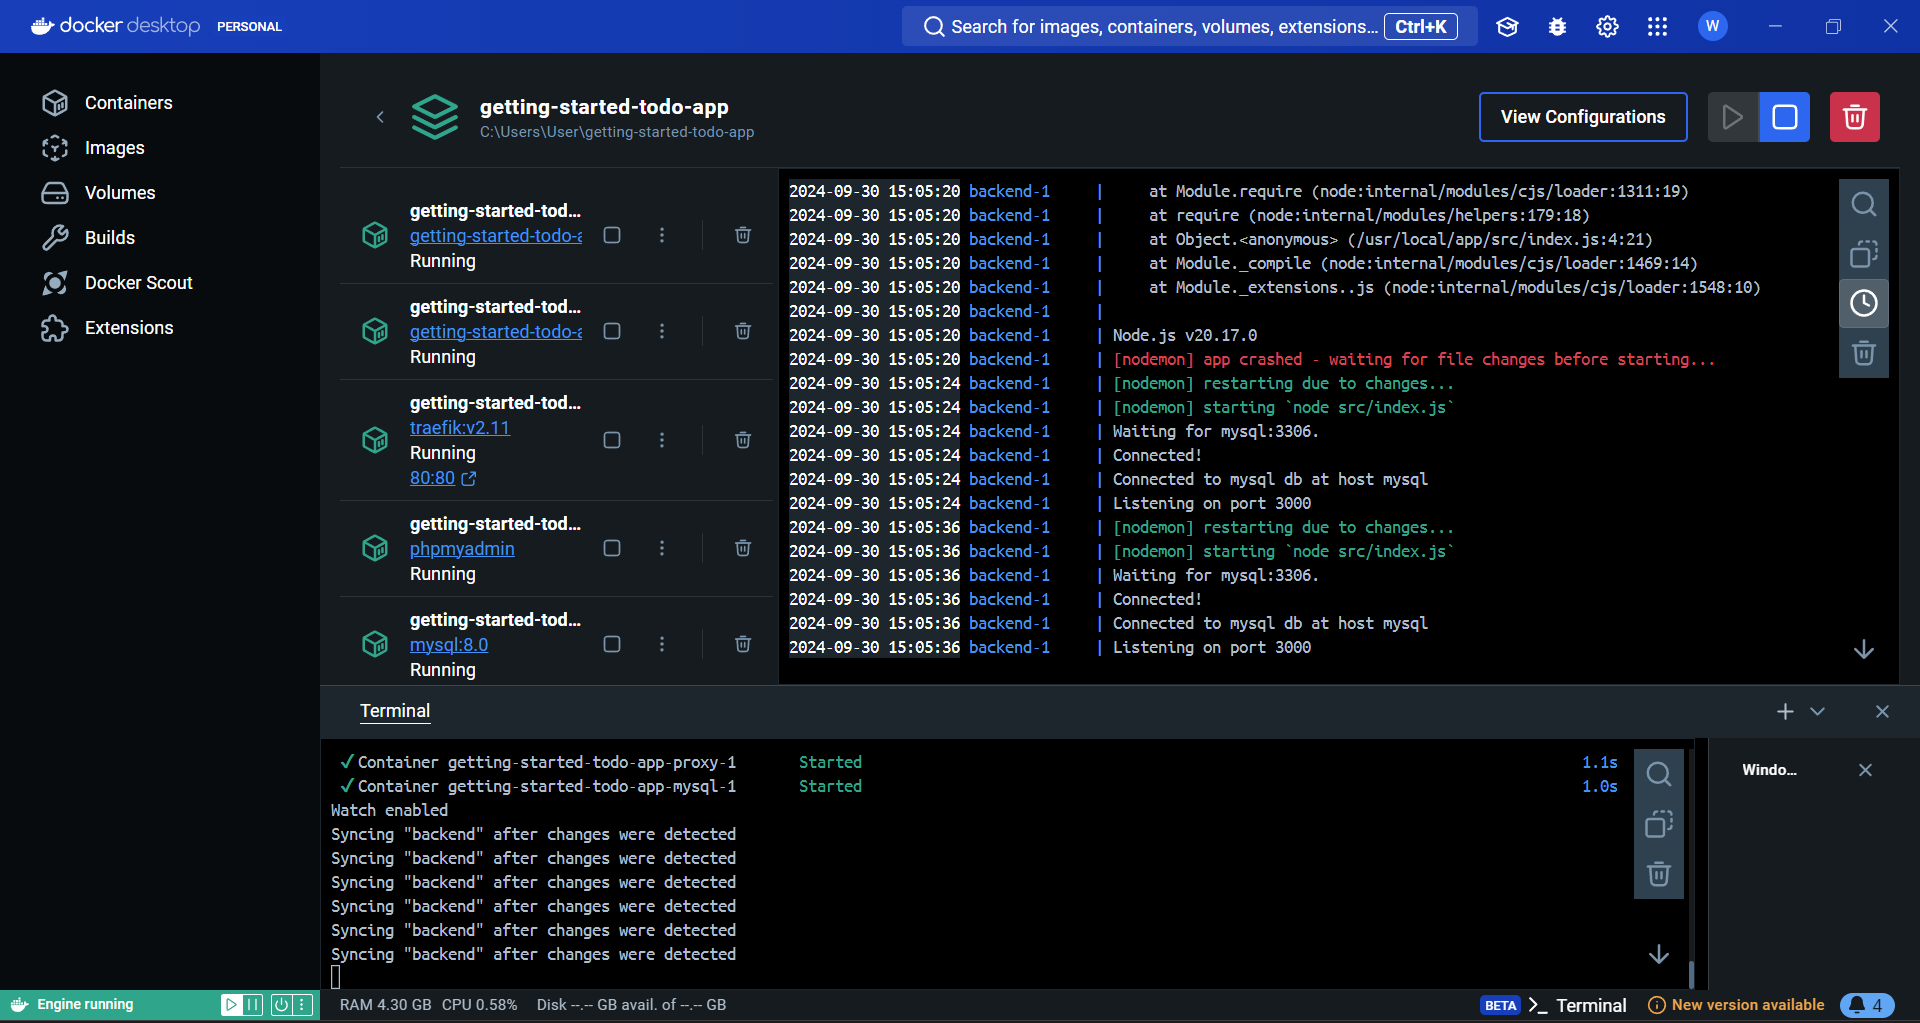 docker desktop PERSONAL
Search for images, containers, volumes, extensions... Ctrl+K
W
Containers
Images
Volumes
Builds
Docker Scout
Extensions
getting-started-todo-app
C:\Users\User\getting-started-todo-app
View Configurations
getting-started-tod...
getting-started-todo-a
Running
getting-started-tod...
getting-started-todo-a
Running
getting-started-tod...
traefik:v2.11
Running
80:80
getting-started-tod...
phpmyadmin
Running
getting-started-tod...
mysql:8.0
Running
2024-09-30 15:05:20 backend-1 | at Module.require (node:internal/modules/cjs/loader:1311:19)
2024-09-30 15:05:20 backend-1 | at require (node:internal/modules/helpers:179:18)
2024-09-30 15:05:20 backend-1 | at Object.<anonymous> (/usr/local/app/src/index.js:4:21)
2024-09-30 15:05:20 backend-1 | at Module._compile (node:internal/modules/cjs/loader:1469:14)
2024-09-30 15:05:20 backend-1 | at Module._extensions..js (node:internal/modules/cjs/loader:1548:10)
2024-09-30 15:05:20 backend-1 |
2024-09-30 15:05:20 backend-1 | Node.js v20.17.0
2024-09-30 15:05:20 backend-1 | [nodemon] app crashed - waiting for file changes before starting...
2024-09-30 15:05:24 backend-1 | [nodemon] restarting due to changes...
2024-09-30 15:05:24 backend-1 | [nodemon] starting `node src/index.js`
2024-09-30 15:05:24 backend-1 | Waiting for mysql:3306.
2024-09-30 15:05:24 backend-1 | Connected!
2024-09-30 15:05:24 backend-1 | Connected to mysql db at host mysql
2024-09-30 15:05:24 backend-1 | Listening on port 3000
2024-09-30 15:05:36 backend-1 | [nodemon] restarting due to changes...
2024-09-30 15:05:36 backend-1 | [nodemon] starting `node src/index.js`
2024-09-30 15:05:36 backend-1 | Waiting for mysql:3306.
2024-09-30 15:05:36 backend-1 | Connected!
2024-09-30 15:05:36 backend-1 | Connected to mysql db at host mysql
2024-09-30 15:05:36 backend-1 | Listening on port 3000
Terminal
✓Container getting-started-todo-app-proxy-1 Started 1.1s
✓Container getting-started-todo-app-mysql-1 Started 1.0s
Watch enabled
Syncing "backend" after changes were detected
Syncing "backend" after changes were detected
Syncing "backend" after changes were detected
Syncing "backend" after changes were detected
Syncing "backend" after changes were detected
Syncing "backend" after changes were detected
Windo...
Engine running
RAM 4.30 GB CPU 0.58% Disk --.-- GB avail. of --.-- GB
BETA >_ Terminal
New version available
4